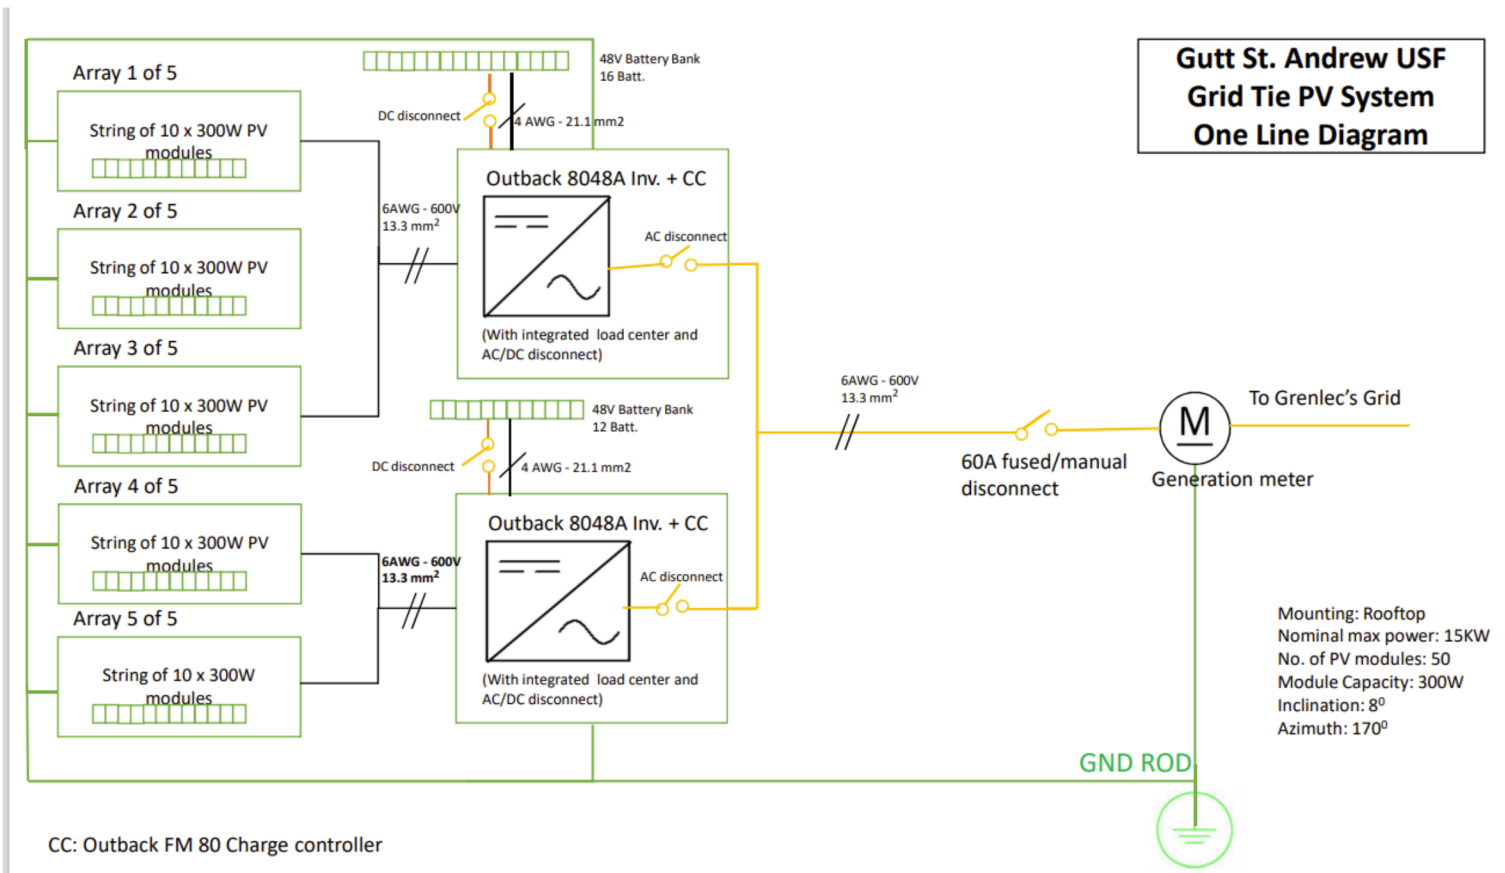 Gutt St. Andrew USF
Grid Tie PV System
One Line Diagram
Array 1 of 5
String of 10 x 300W PV
modules
Array 2 of 5
String of 10 x 300W PV
modules
Array 3 of 5
String of 10 x 300W PV
modules
Array 4 of 5
String of 10 x 300W PV
modules
Array 5 of 5
String of 10 x 300W
modules
48V Battery Bank
16 Batt.
DC disconnect
4 AWG - 21.1 mm2
6AWG - 600V
13.3 mm²
Outback 8048A Inv. + CC
AC disconnect
(With integrated load center and
AC/DC disconnect)
48V Battery Bank
12 Batt.
DC disconnect
4 AWG - 21.1 mm2
6AWG - 600V
13.3 mm²
Outback 8048A Inv. + CC
AC disconnect
(With integrated load center and
AC/DC disconnect)
6AWG - 600V
13.3 mm²
60A fused/manual
disconnect
M
Generation meter
To Grenlec's Grid
Mounting: Rooftop
Nominal max power: 15KW
No. of PV modules: 50
Module Capacity: 300W
Inclination: 8⁰
Azimuth: 170⁰
GND ROD
CC: Outback FM 80 Charge controller